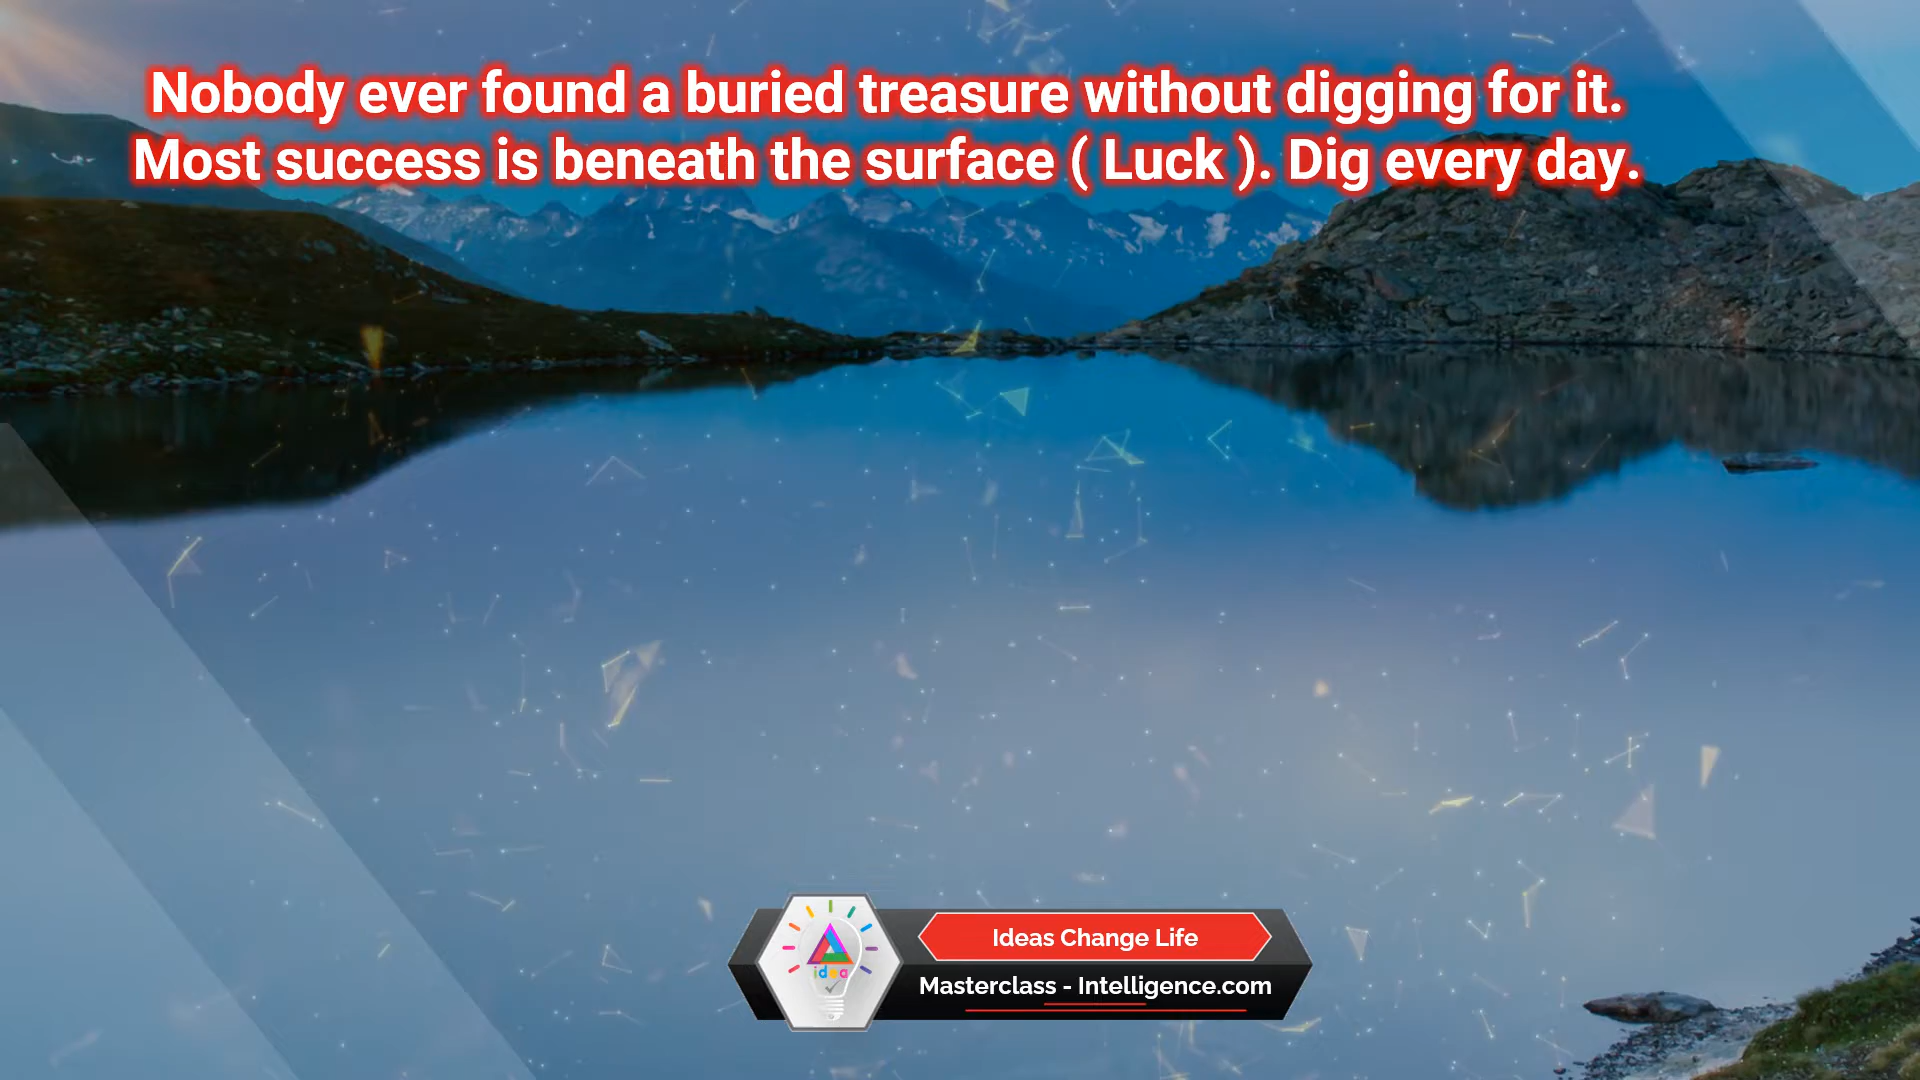 Nobody ever found a buried treasure without digging for it.
Most success is beneath the surface ( Luck ). Dig every day.
idea
Ideas Change Life
Masterclass - Intelligence.com